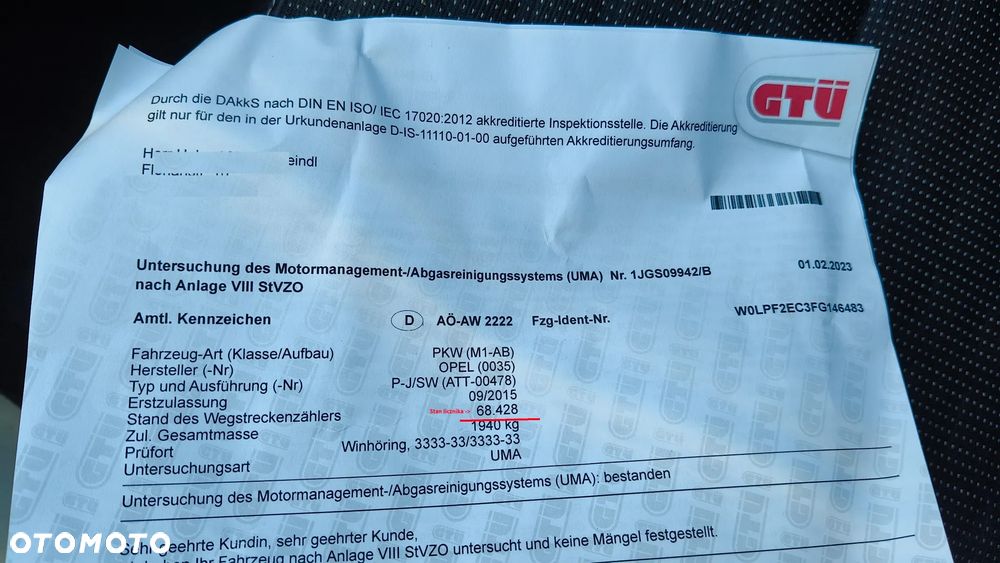 GTÜ
Durch die DAkkS nach DIN EN ISO/ IEC 17020:2012 akkreditierte Inspektionsstelle. Die Akkreditierung
gilt nur für den in der Urkundenanlage D-IS-11110-01-00 aufgeführten Akkreditierungsumfang.
eindl
Untersuchung des Motormanagement-/Abgasreinigungssystems (UMA) Nr. 1JGS09942/B 01.02.2023
nach Anlage VIII StVZO
Amtl. Kennzeichen D AÖ-AW 2222 Fzg-Ident-Nr. W0LPF2EC3FG146483
Fahrzeug-Art (Klasse/Aufbau) PKW (M1-AB)
Hersteller (-Nr) OPEL (0035)
Typ und Ausführung (-Nr) P-J/SW (ATT-00478)
Erstzulassung 09/2015
Stand des Wegstreckenzählers Stan licznika -> 68.428
Zul. Gesamtmasse 1940 kg
Prüfort Winhöring, 3333-33/3333-33
Untersuchungsart UMA
Untersuchung des Motormanagement-/Abgasreinigungssystems (UMA): bestanden
Sehr geehrte Kundin, sehr geehrter Kunde,
Ihr Fahrzeug nach Anlage VIII StVZO untersucht und keine Mängel festgestellt.
OTOMOTO